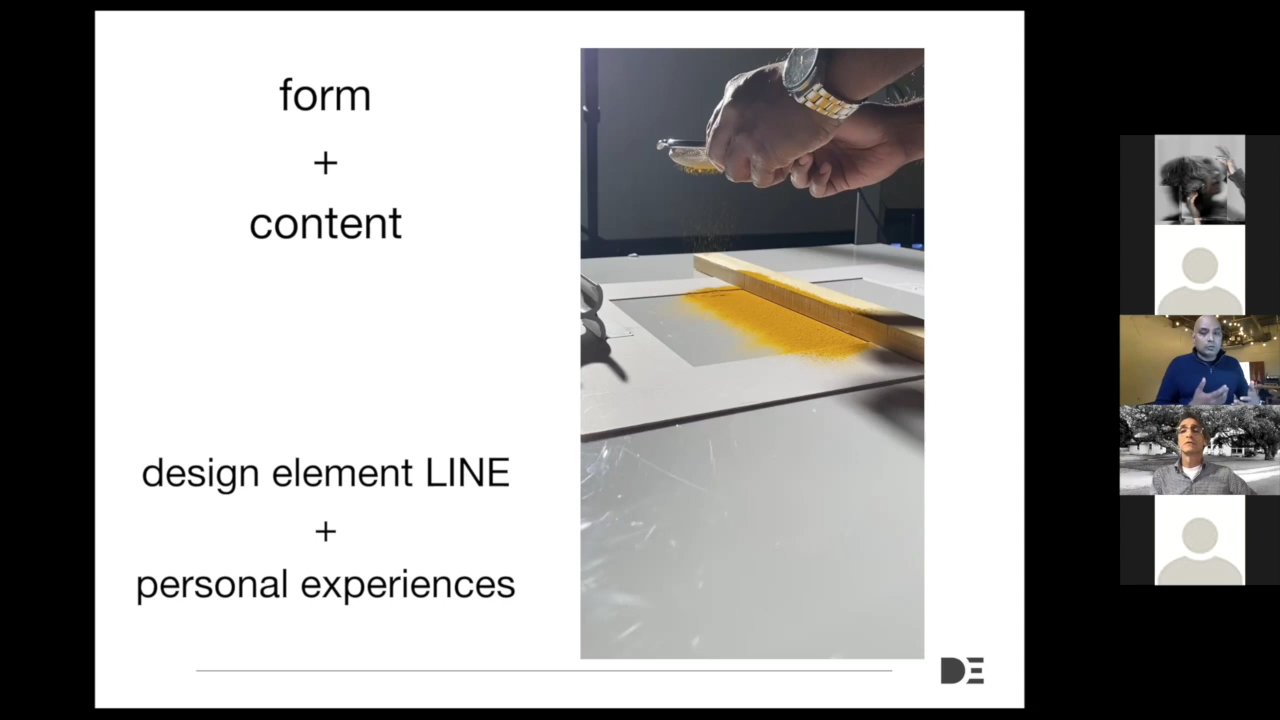 form
+
content
design element LINE
+
personal experiences
DE